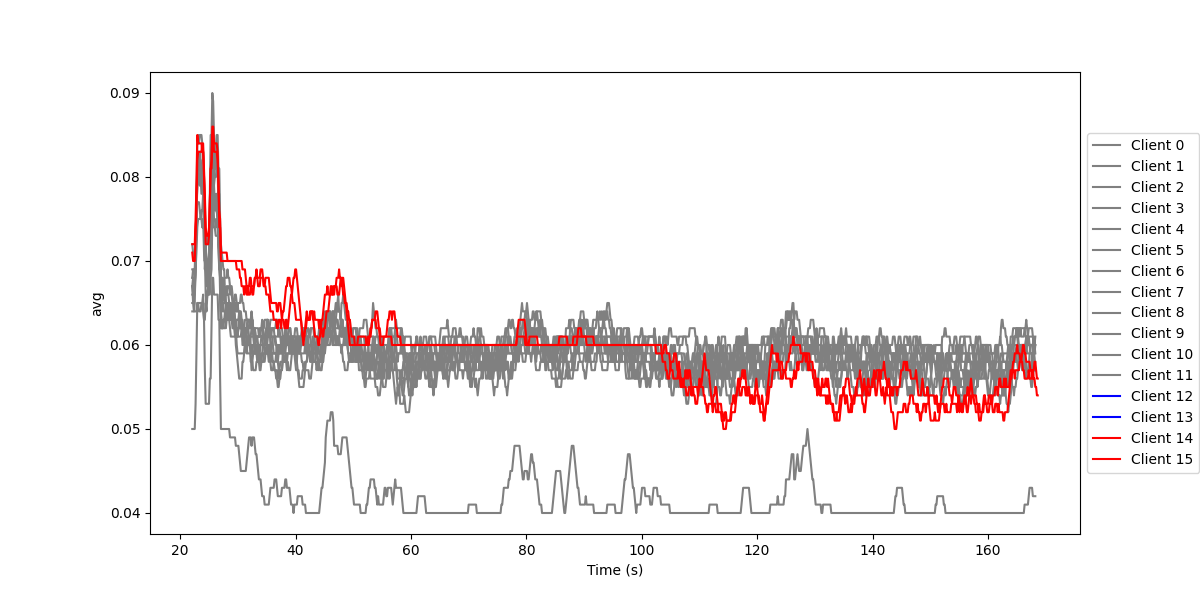 0.09
0.08
0.07
0.06
0.05
0.04
avg
20 40 60 80 100 120 140 160
Time (s)
Client 0
Client 1
Client 2
Client 3
Client 4
Client 5
Client 6
Client 7
Client 8
Client 9
Client 10
Client 11
Client 12
Client 13
Client 14
Client 15